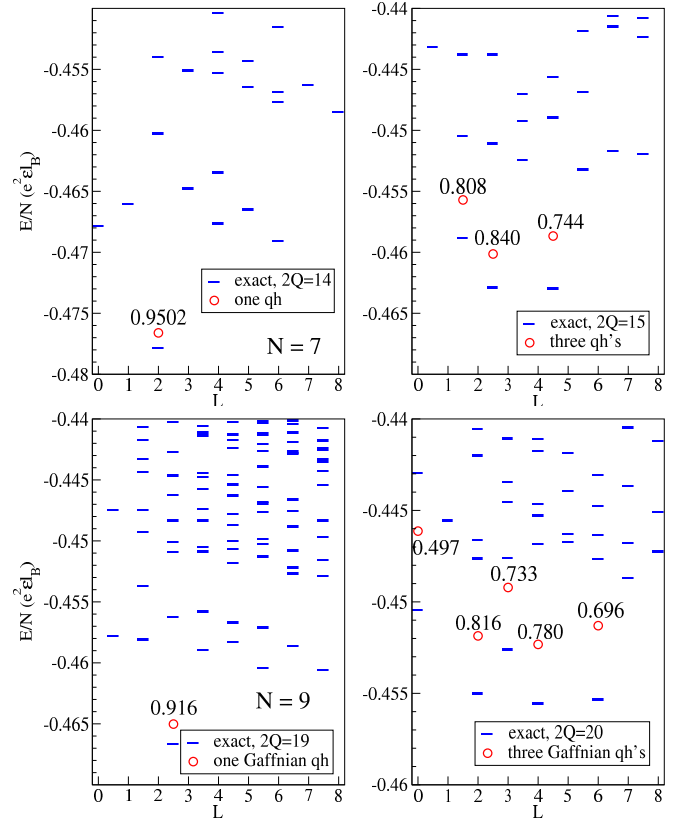 -0.455
-0.46
-0.465
-0.47
-0.475
-0.48
E/N (e²εl_B)
0.9502
exact, 2Q=14
one qh
N = 7
0 1 2 3 4 5 6 7 8
L
-0.44
-0.445
-0.45
-0.455
-0.46
-0.465
0.808
0.840
0.744
exact, 2Q=15
three qh's
0 1 2 3 4 5 6 7 8
L
-0.44
-0.445
-0.45
-0.455
-0.46
-0.465
E/N (e²εl_B)
0.916
N = 9
exact, 2Q=19
one Gaffnian qh
0 1 2 3 4 5 6 7 8
L
-0.44
-0.445
-0.45
-0.455
-0.46
0.497
0.733
0.816
0.780
0.696
exact, 2Q=20
three Gaffnian qh's
0 1 2 3 4 5 6 7 8
L